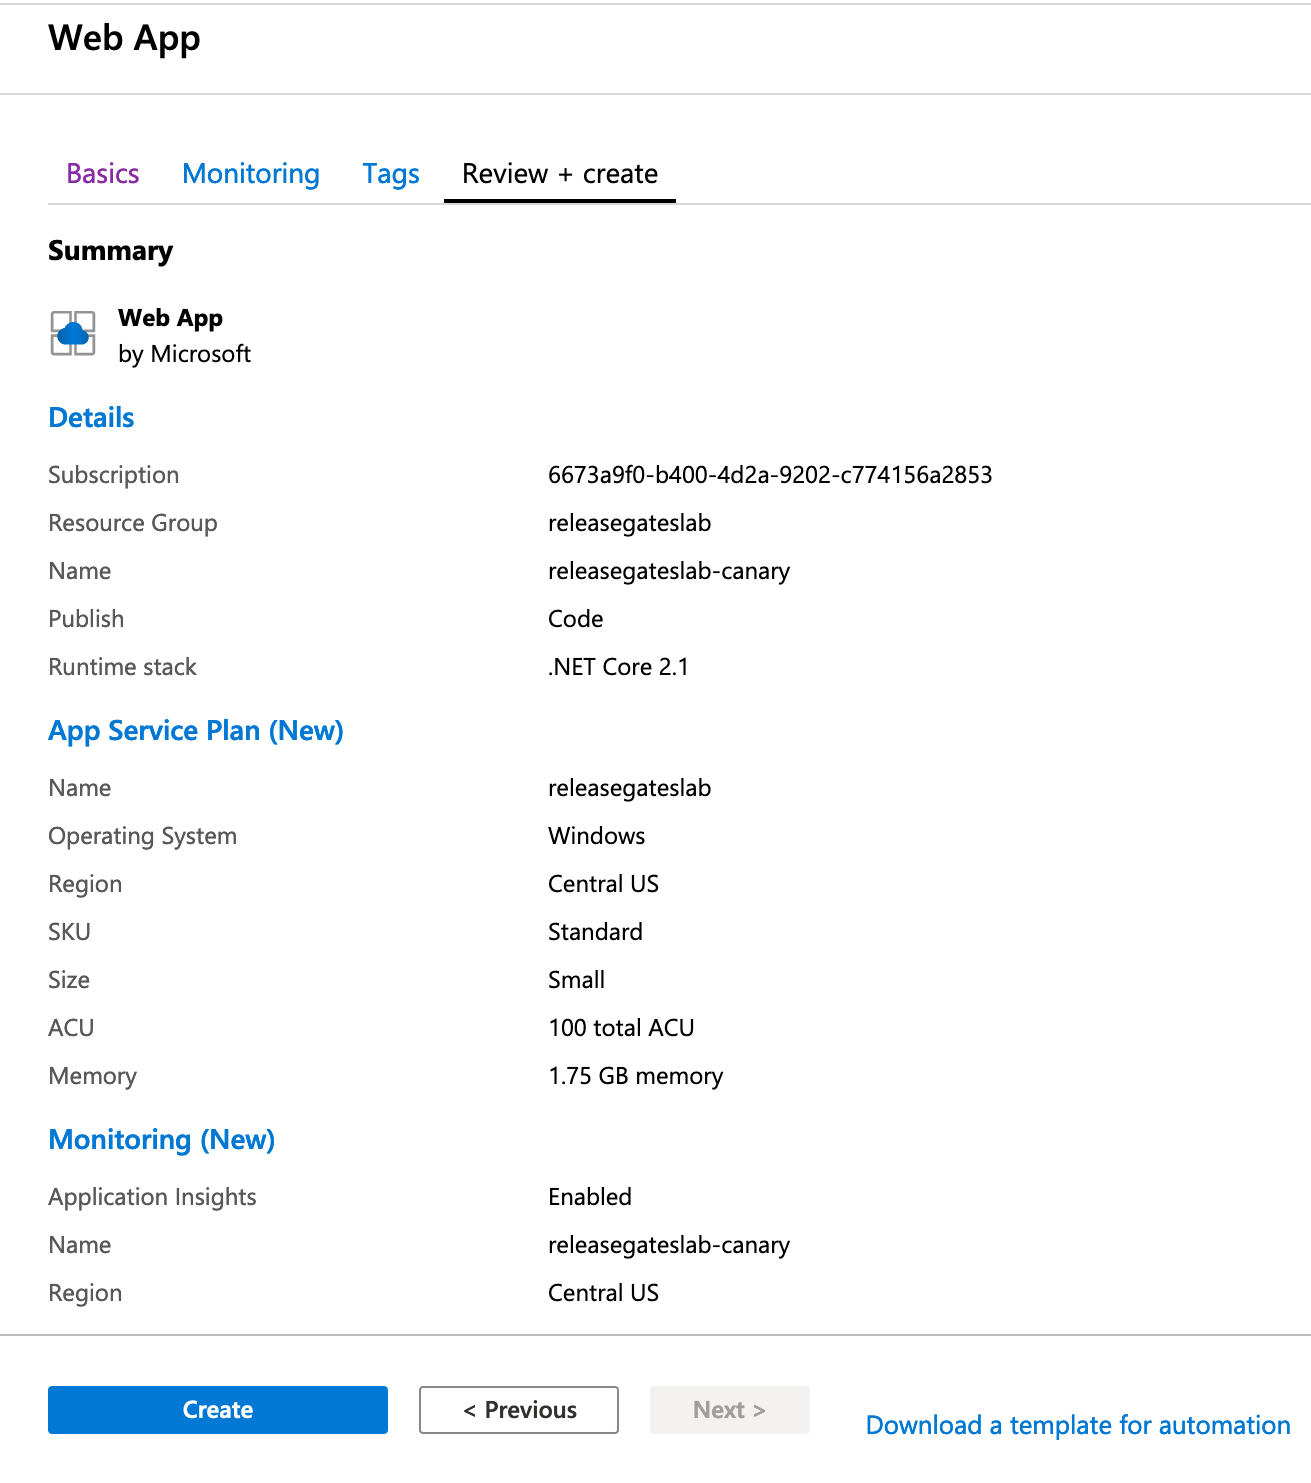 Web App
Basics Monitoring Tags Review + create
Summary
Web App
by Microsoft
Details
Subscription 6673a9f0-b400-4d2a-9202-c774156a2853
Resource Group releasegateslab
Name releasegateslab-canary
Publish Code
Runtime stack .NET Core 2.1
App Service Plan (New)
Name releasegateslab
Operating System Windows
Region Central US
SKU Standard
Size Small
ACU 100 total ACU
Memory 1.75 GB memory
Monitoring (New)
Application Insights Enabled
Name releasegateslab-canary
Region Central US
Create < Previous Next > Download a template for automation